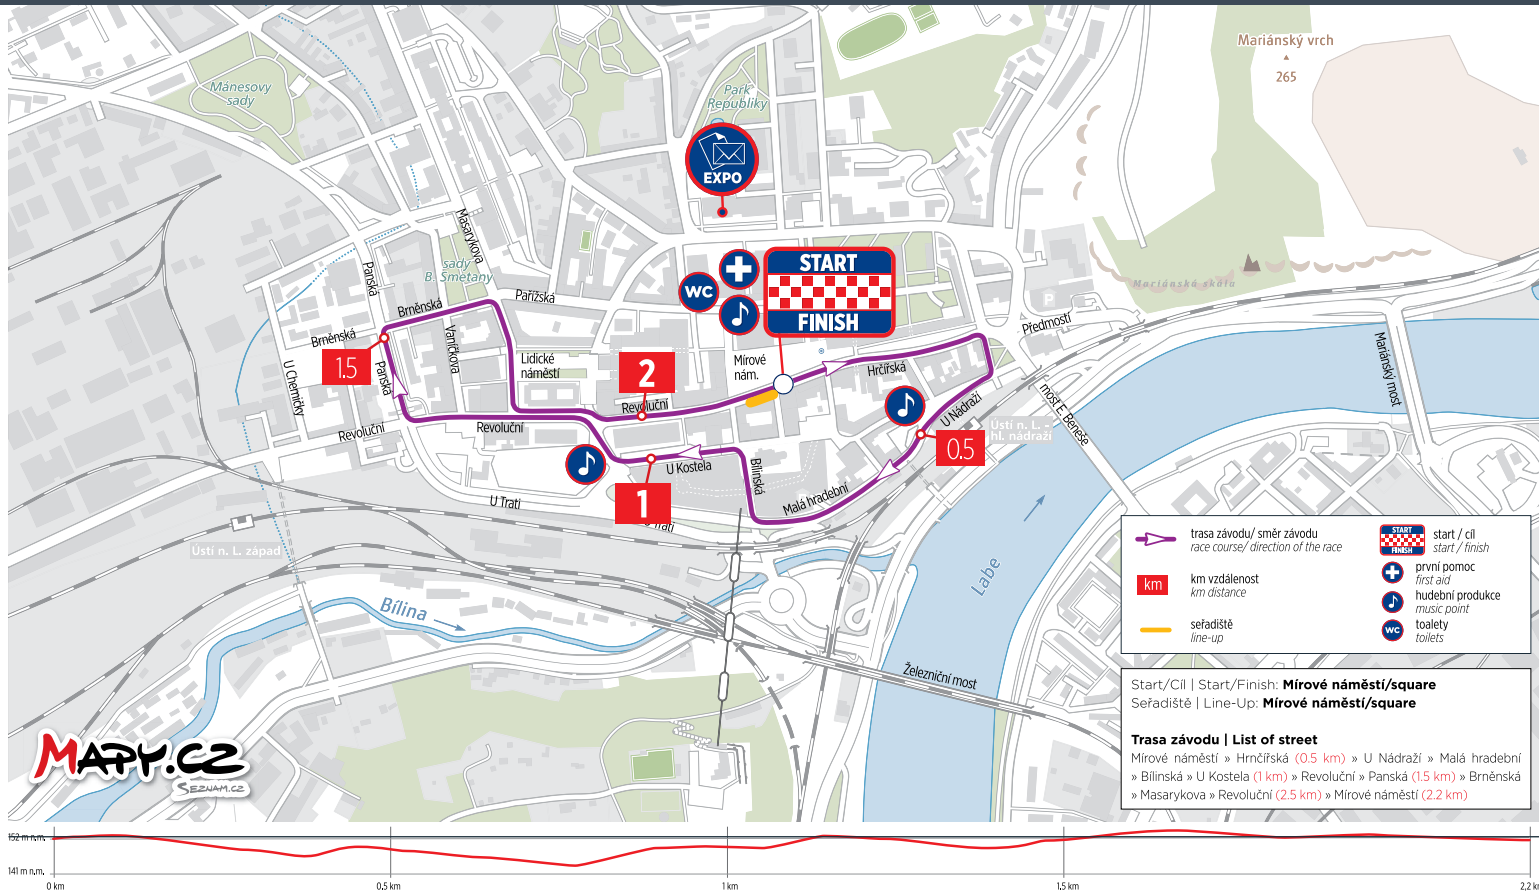 Mariánský vrch
265
Mánesovy
sady
Park
Republiky
EXPO
Masarykova
sady
B. Smetany
Panská
Pařížská
Brněnská
WC
START
FINISH
Mariánská skála
P
Předmostí
Brněnská
Vaníčkova
Lidické
náměstí
Mírové
nám.
Hrčířská
1.5
U Chemičky
Panská
2
Revoluční
Mariánský most
most E. Beneše
U Nádraží
Ústí n. L. -
hl. nádraží
0.5
Revoluční
Revoluční
U Kostela
Bílinská
1
U Trati
U Trati
Malá hradební
Ústí n. L. západ
Labe
Bílina
Železniční most
trasa závodu/ směr závodu
race course/ direction of the race
km
km vzdálenost
km distance
seřadiště
line-up
START
FINISH
start / cíl
start / finish
první pomoc
first aid
hudební produkce
music point
WC
toalety
toilets
Start/Cíl | Start/Finish: Mírové náměstí/square
Seřadiště | Line-Up: Mírové náměstí/square
Trasa závodu | List of street
Mírové náměstí » Hrnčířská (0.5 km) » U Nádraží » Malá hradební
» Bílinská » U Kostela (1 km) » Revoluční » Panská (1.5 km) » Brněnská
» Masarykova » Revoluční (2.5 km) » Mírové náměstí (2.2 km)
MAPY.CZ
SEZNAM.CZ
152 m n.m.
141 m n.m.
0 km
0.5 km
1 km
1.5 km
2,2 km